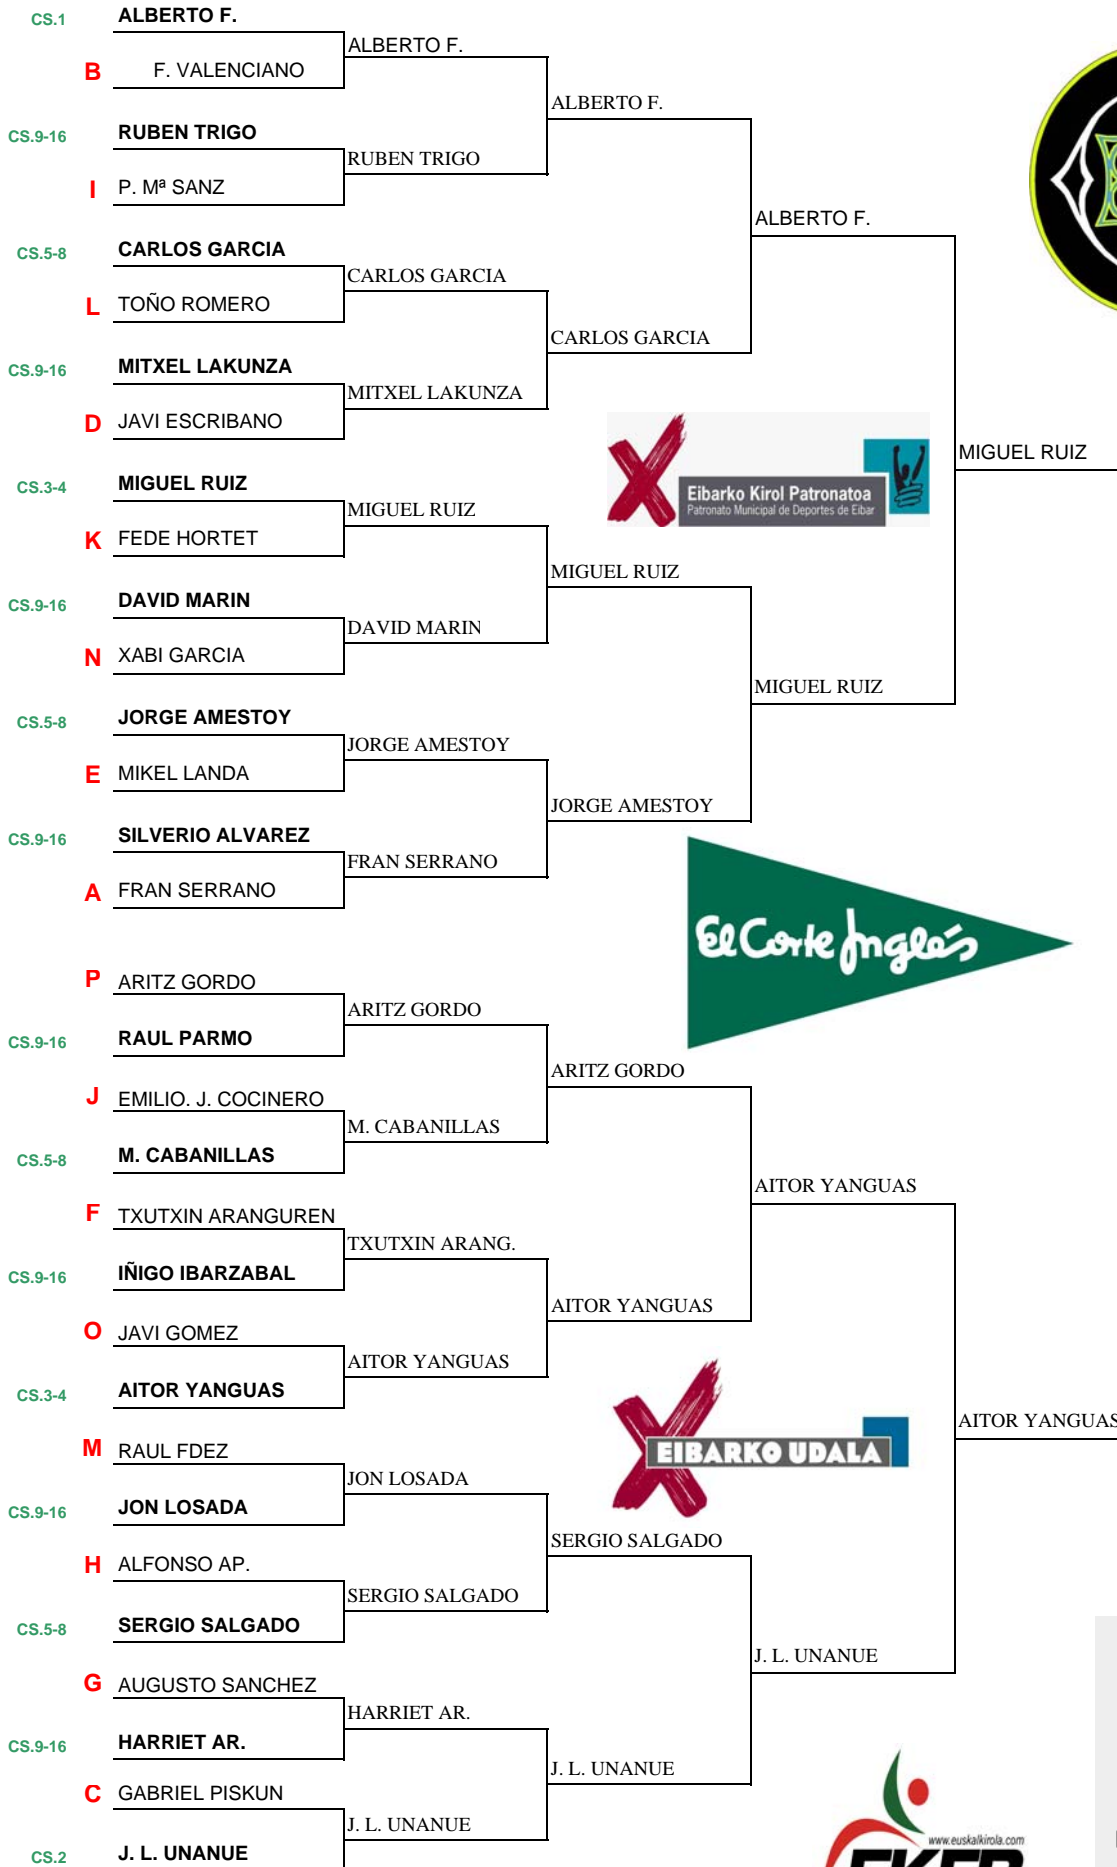 CS.1 ALBERTO F.
ALBERTO F.
B F. VALENCIANO
ALBERTO F.
CS.9-16 RUBEN TRIGO
RUBEN TRIGO
I P. Mª SANZ
ALBERTO F.
CS.5-8 CARLOS GARCIA
CARLOS GARCIA
L TOÑO ROMERO
CARLOS GARCIA
CS.9-16 MITXEL LAKUNZA
MITXEL LAKUNZA
D JAVI ESCRIBANO
MIGUEL RUIZ
CS.3-4 MIGUEL RUIZ
Eibarko Kirol Patronatoa
Patronato Municipal de Deportes de Eibar
MIGUEL RUIZ
K FEDE HORTET
MIGUEL RUIZ
CS.9-16 DAVID MARIN
DAVID MARIN
N XABI GARCIA
MIGUEL RUIZ
CS.5-8 JORGE AMESTOY
JORGE AMESTOY
E MIKEL LANDA
JORGE AMESTOY
CS.9-16 SILVERIO ALVAREZ
FRAN SERRANO
A FRAN SERRANO
El Corte Inglés
P ARITZ GORDO
ARITZ GORDO
CS.9-16 RAUL PARMO
ARITZ GORDO
J EMILIO. J. COCINERO
M. CABANILLAS
CS.5-8 M. CABANILLAS
AITOR YANGUAS
F TXUTXIN ARANGUREN
TXUTXIN ARANG.
CS.9-16 IÑIGO IBARZABAL
AITOR YANGUAS
O JAVI GOMEZ
AITOR YANGUAS
CS.3-4 AITOR YANGUAS
AITOR YANGUAS
M RAUL FDEZ
EIBARKO UDALA
JON LOSADA
CS.9-16 JON LOSADA
SERGIO SALGADO
H ALFONSO AP.
SERGIO SALGADO
CS.5-8 SERGIO SALGADO
J. L. UNANUE
G AUGUSTO SANCHEZ
HARRIET AR.
CS.9-16 HARRIET AR.
J. L. UNANUE
C GABRIEL PISKUN
J. L. UNANUE
www.euskalkirola.com
CS.2 J. L. UNANUE